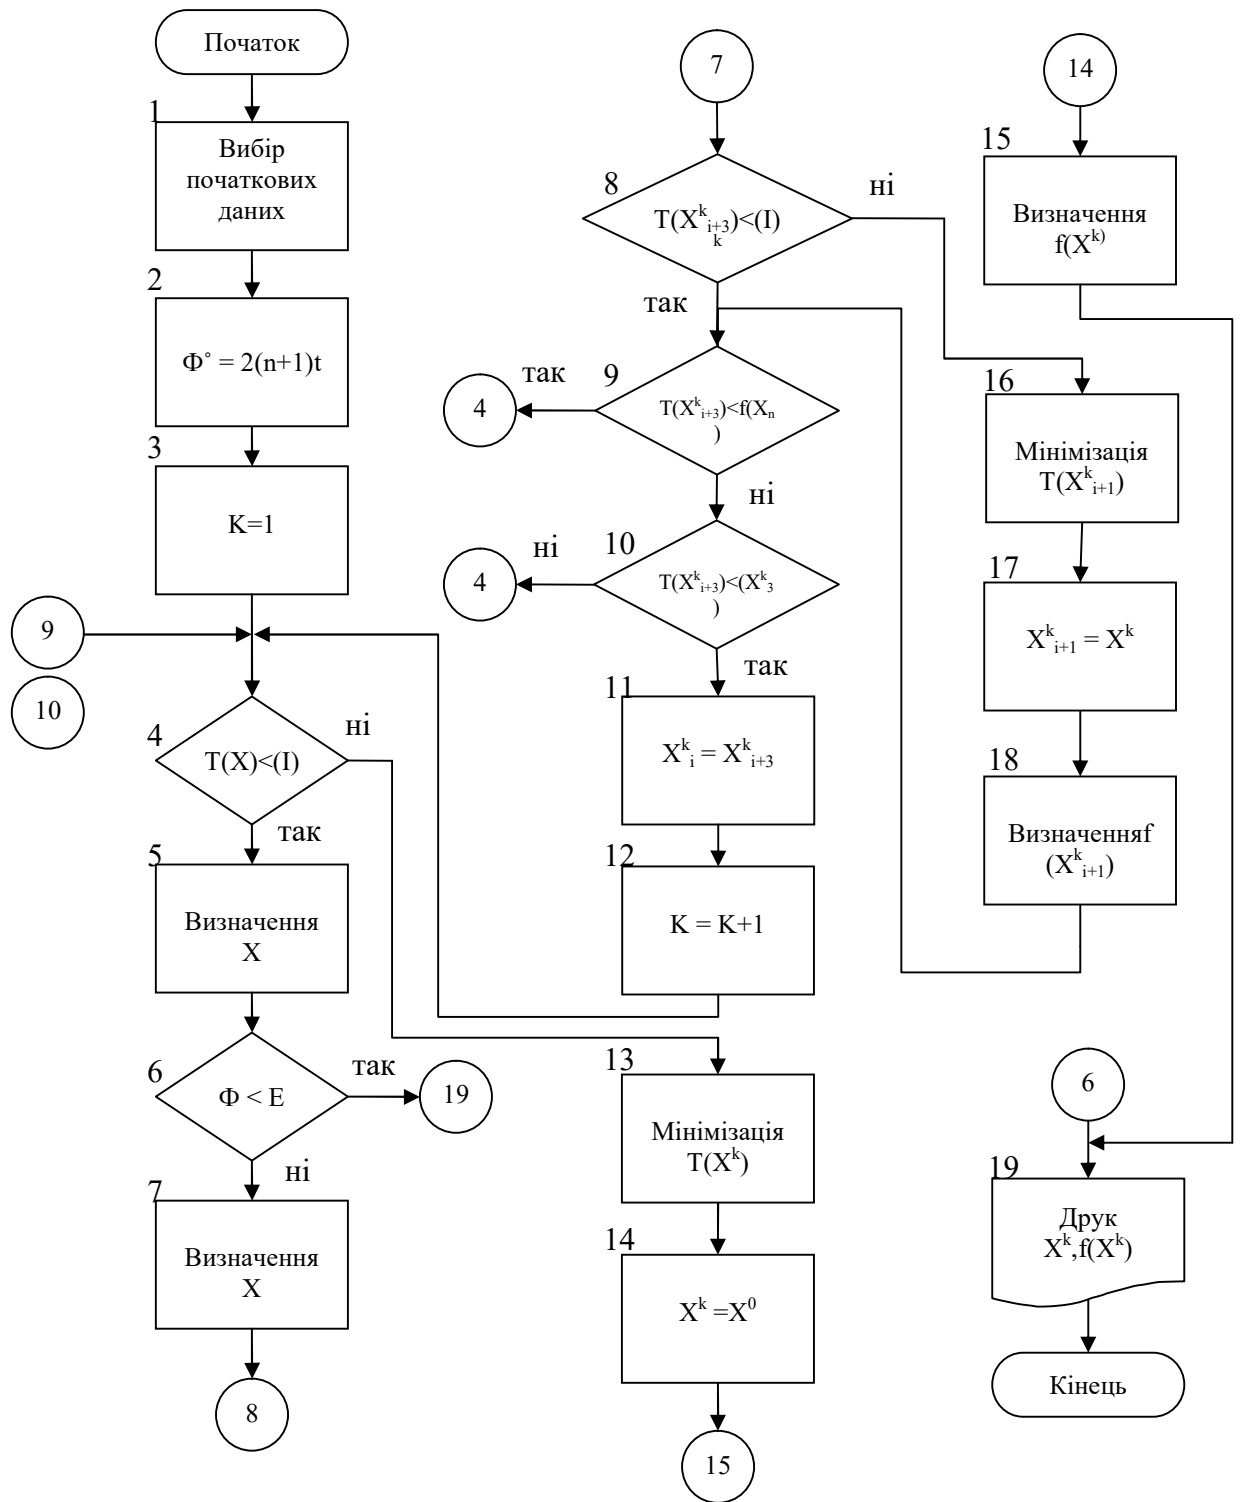 Початок
1
Вибір
початкових
даних
2
Ф˚ = 2(n+1)t
3
K=1
9
10
4
T(X)<(I)
ні
так
5
Визначення
X
6
Ф < E
так
19
ні
7
Визначення
X
8
7
8
T(X^k_{i+3})<(I)
k
ні
так
9
T(X^k_{i+3})<f(X_n
)
так
4
ні
10
T(X^k_{i+3})<(X^k_3
)
ні
4
так
11
X^k_i = X^k_{i+3}
12
K = K+1
13
Мінімізація
T(X^k)
14
X^k =X^0
15
14
15
Визначення
f(X^{k)}
16
Мінімізація
T(X^k_{i+1})
17
X^k_{i+1} = X^k
18
Визначенняf
(X^k_{i+1})
6
19
Друк
X^k,f(X^k)
Кінець